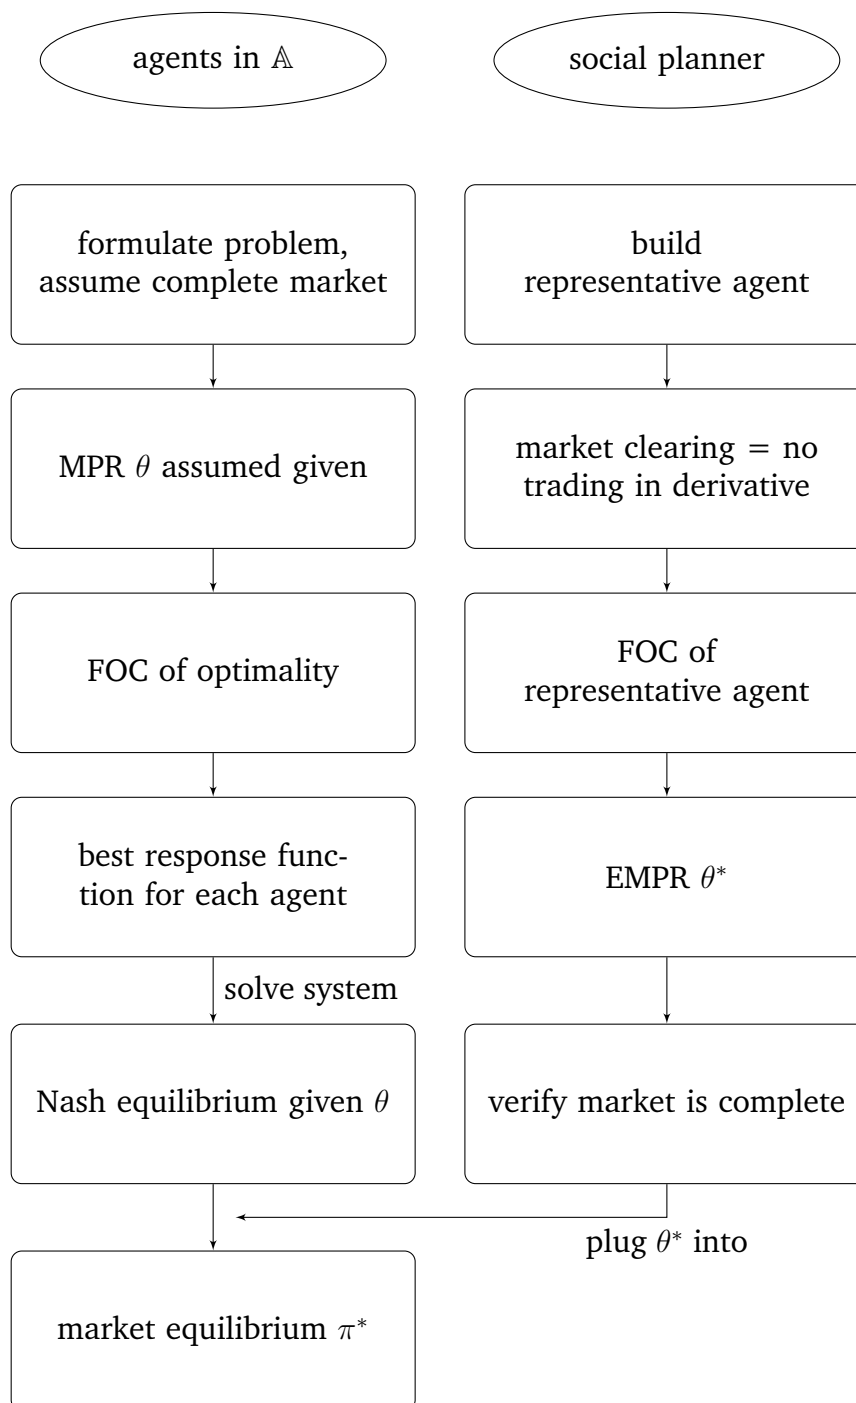 agents in 𝔸
social planner
formulate problem,
assume complete market
build
representative agent
MPR θ assumed given
market clearing = no
trading in derivative
FOC of optimality
FOC of
representative agent
best response func-
tion for each agent
EMPR θ*
solve system
Nash equilibrium given θ
verify market is complete
plug θ* into
market equilibrium π*